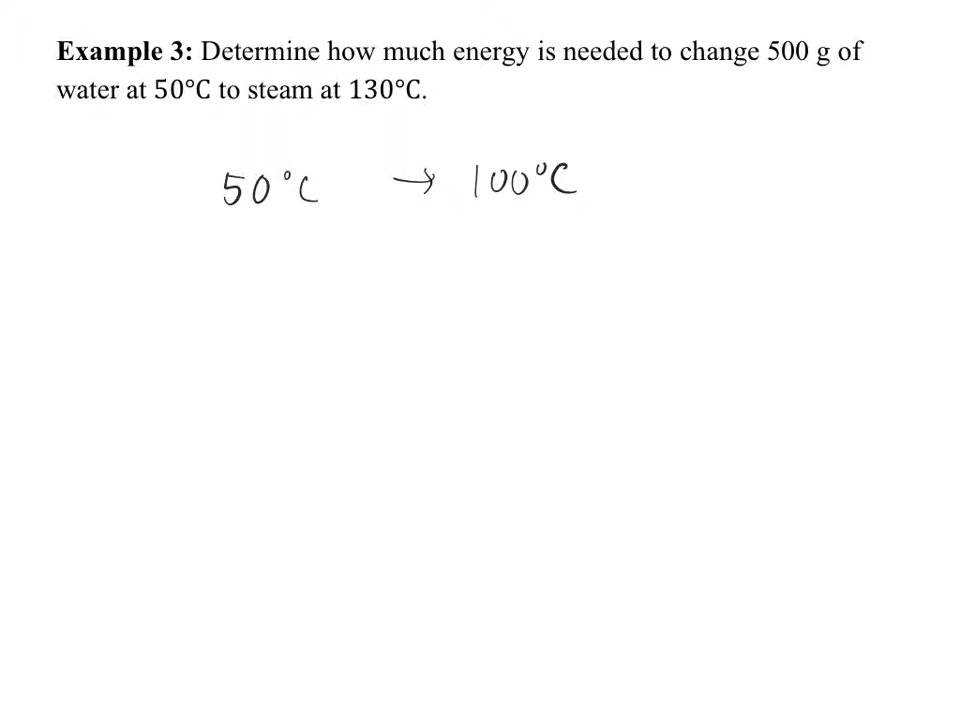 Example 3: Determine how much energy is needed to change 500 g of
water at 50°C to steam at 130°C.
50°C → 100°C